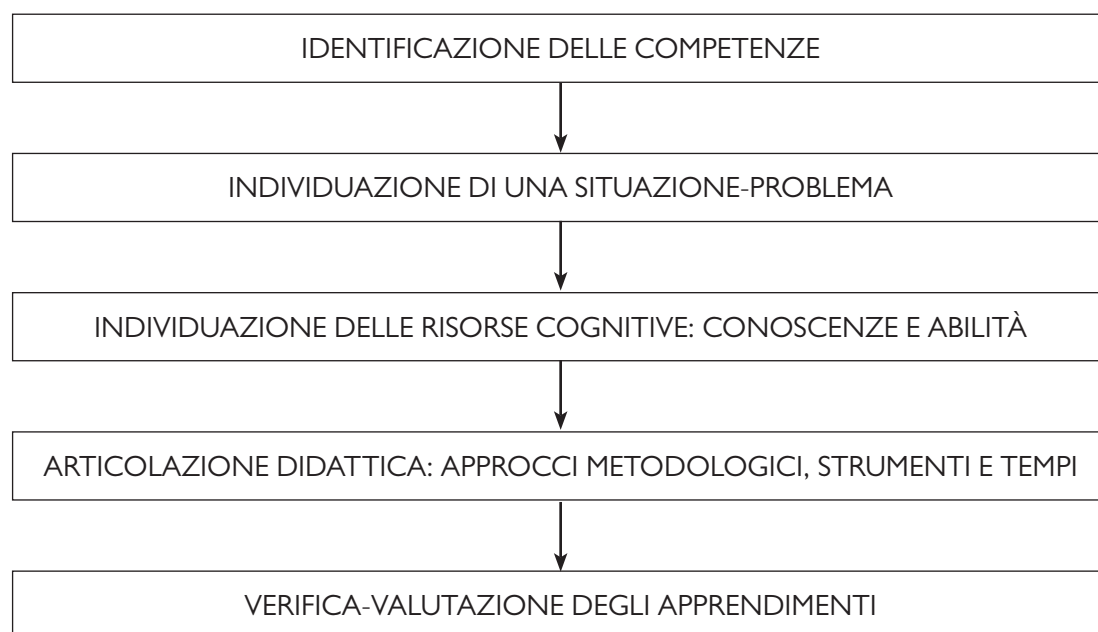 IDENTIFICAZIONE DELLE COMPETENZE
INDIVIDUAZIONE DI UNA SITUAZIONE-PROBLEMA
INDIVIDUAZIONE DELLE RISORSE COGNITIVE: CONOSCENZE E ABILITÀ
ARTICOLAZIONE DIDATTICA: APPROCCI METODOLOGICI, STRUMENTI E TEMPI
VERIFICA-VALUTAZIONE DEGLI APPRENDIMENTI